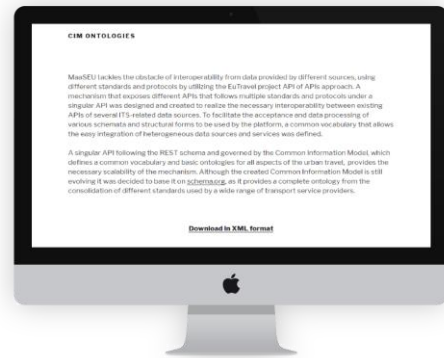 CIM ONTOLOGIES
MaaSEU tackles the obstacle of interoperability from data provided by different sources, using
different standards and protocols by utilizing the EuTravel project API of APIs approach. A
mechanism that exposes different APIs that follows multiple standards and protocols under a
singular API was designed and created to realize the necessary interoperability between existing
APIs of several ITS-related data sources. To facilitate the acceptance and data processing of
various schemata and structural forms to be used by the platform, a common vocabulary that allows
the easy integration of heterogeneous data sources and services was defined.
A singular API following the REST schema and governed by the Common Information Model, which
defines a common vocabulary and basic ontologies for all aspects of the urban travel, provides the
necessary scalability of the mechanism. Although the created Common Information Model is still
evolving it was decided to base it on schema.org, as it provides a complete ontology from the
consolidation of different standards used by a wide range of transport service providers.
Download in XML format